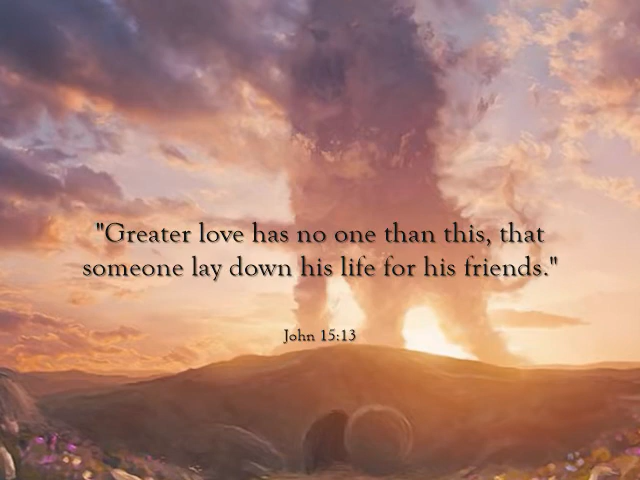 "Greater love has no one than this, that
someone lay down his life for his friends."
John 15:13